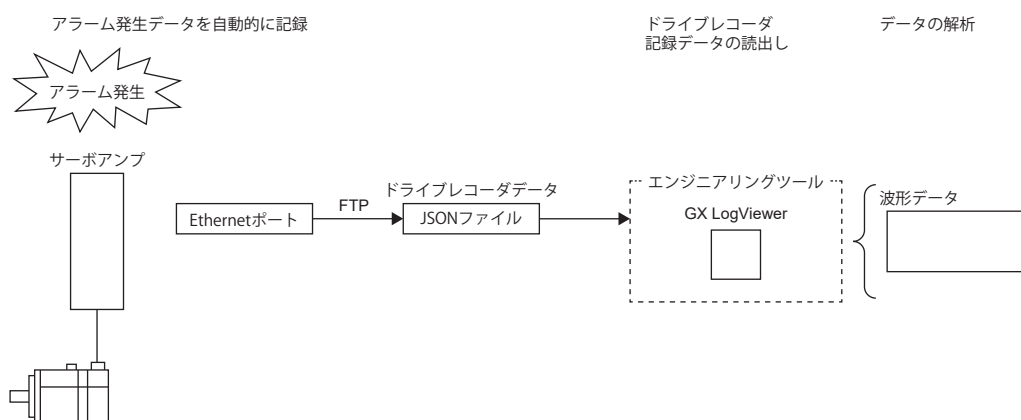 アラーム発生データを自動的に記録
ドライブレコーダ
記録データの読出し
データの解析
アラーム発生
サーボアンプ
Ethernetポート
FTP
ドライブレコーダデータ
JSONファイル
エンジニアリングツール
GX LogViewer
波形データ